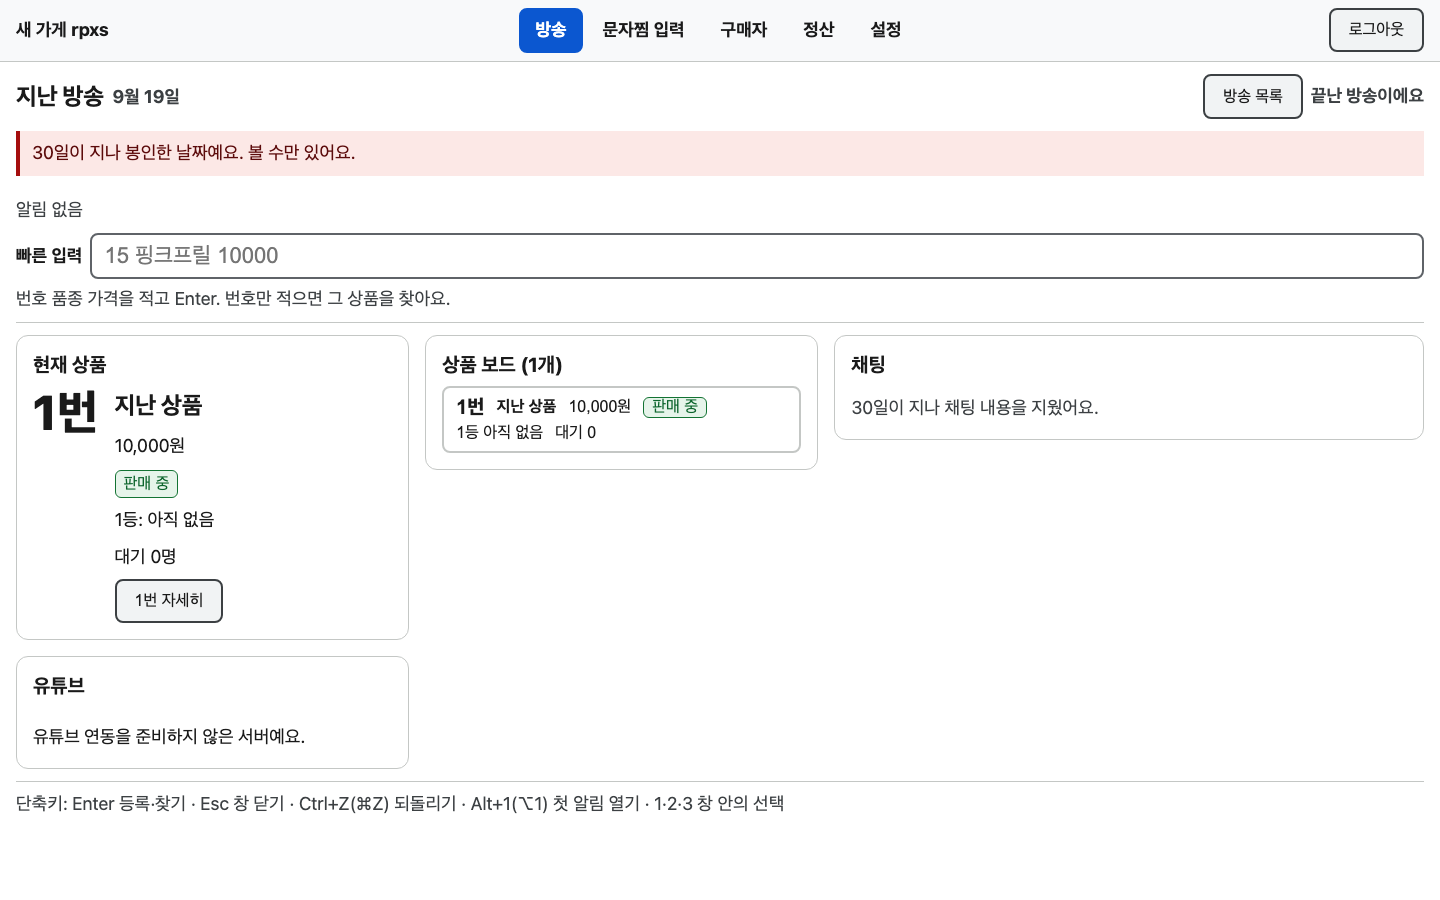 새 가게 rpxs
방송
문자찜 입력
구매자
정산
설정
로그아웃
지난 방송 9월 19일
방송 목록
끝난 방송이에요
30일이 지나 봉인한 날짜예요. 볼 수만 있어요.
알림 없음
빠른 입력
15 핑크프릴 10000
번호 품종 가격을 적고 Enter. 번호만 적으면 그 상품을 찾아요.
현재 상품
1번
지난 상품
10,000원
판매 중
1등: 아직 없음
대기 0명
1번 자세히
상품 보드 (1개)
1번 지난 상품 10,000원 판매 중
1등 아직 없음 대기 0
채팅
30일이 지나 채팅 내용을 지웠어요.
유튜브
유튜브 연동을 준비하지 않은 서버예요.
단축키: Enter 등록·찾기 · Esc 창 닫기 · Ctrl+Z(⌘Z) 되돌리기 · Alt+1(⌥1) 첫 알림 열기 · 1·2·3 창 안의 선택